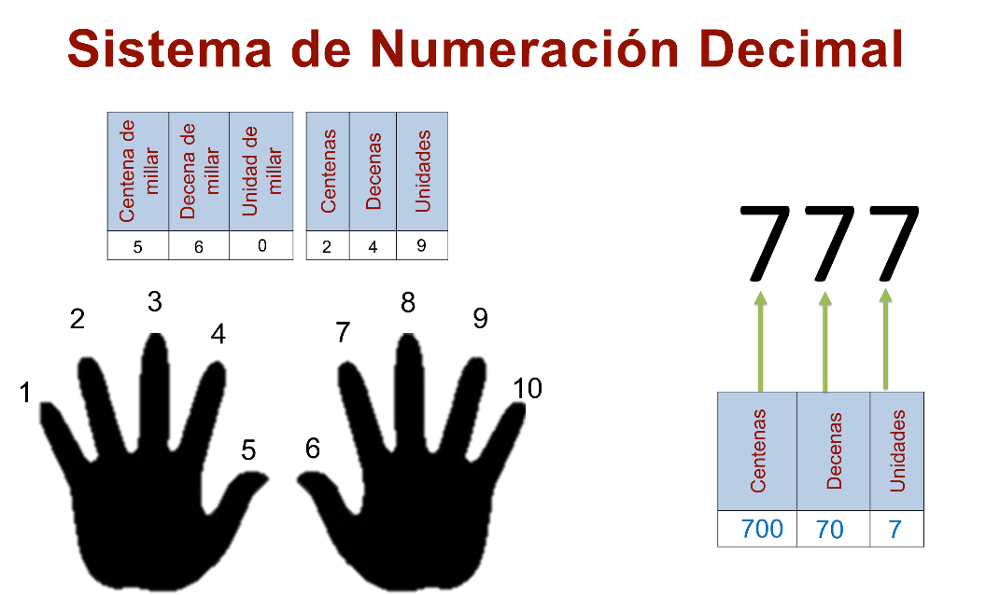 Sistema de Numeración Decimal
Centena de
millar
Decena de
millar
Unidad de
millar
Centenas
Decenas
Unidades
5 6 0 2 4 9
1
2
3
4
5
6
7
8
9
10
777
Centenas
Decenas
Unidades
700 70 7